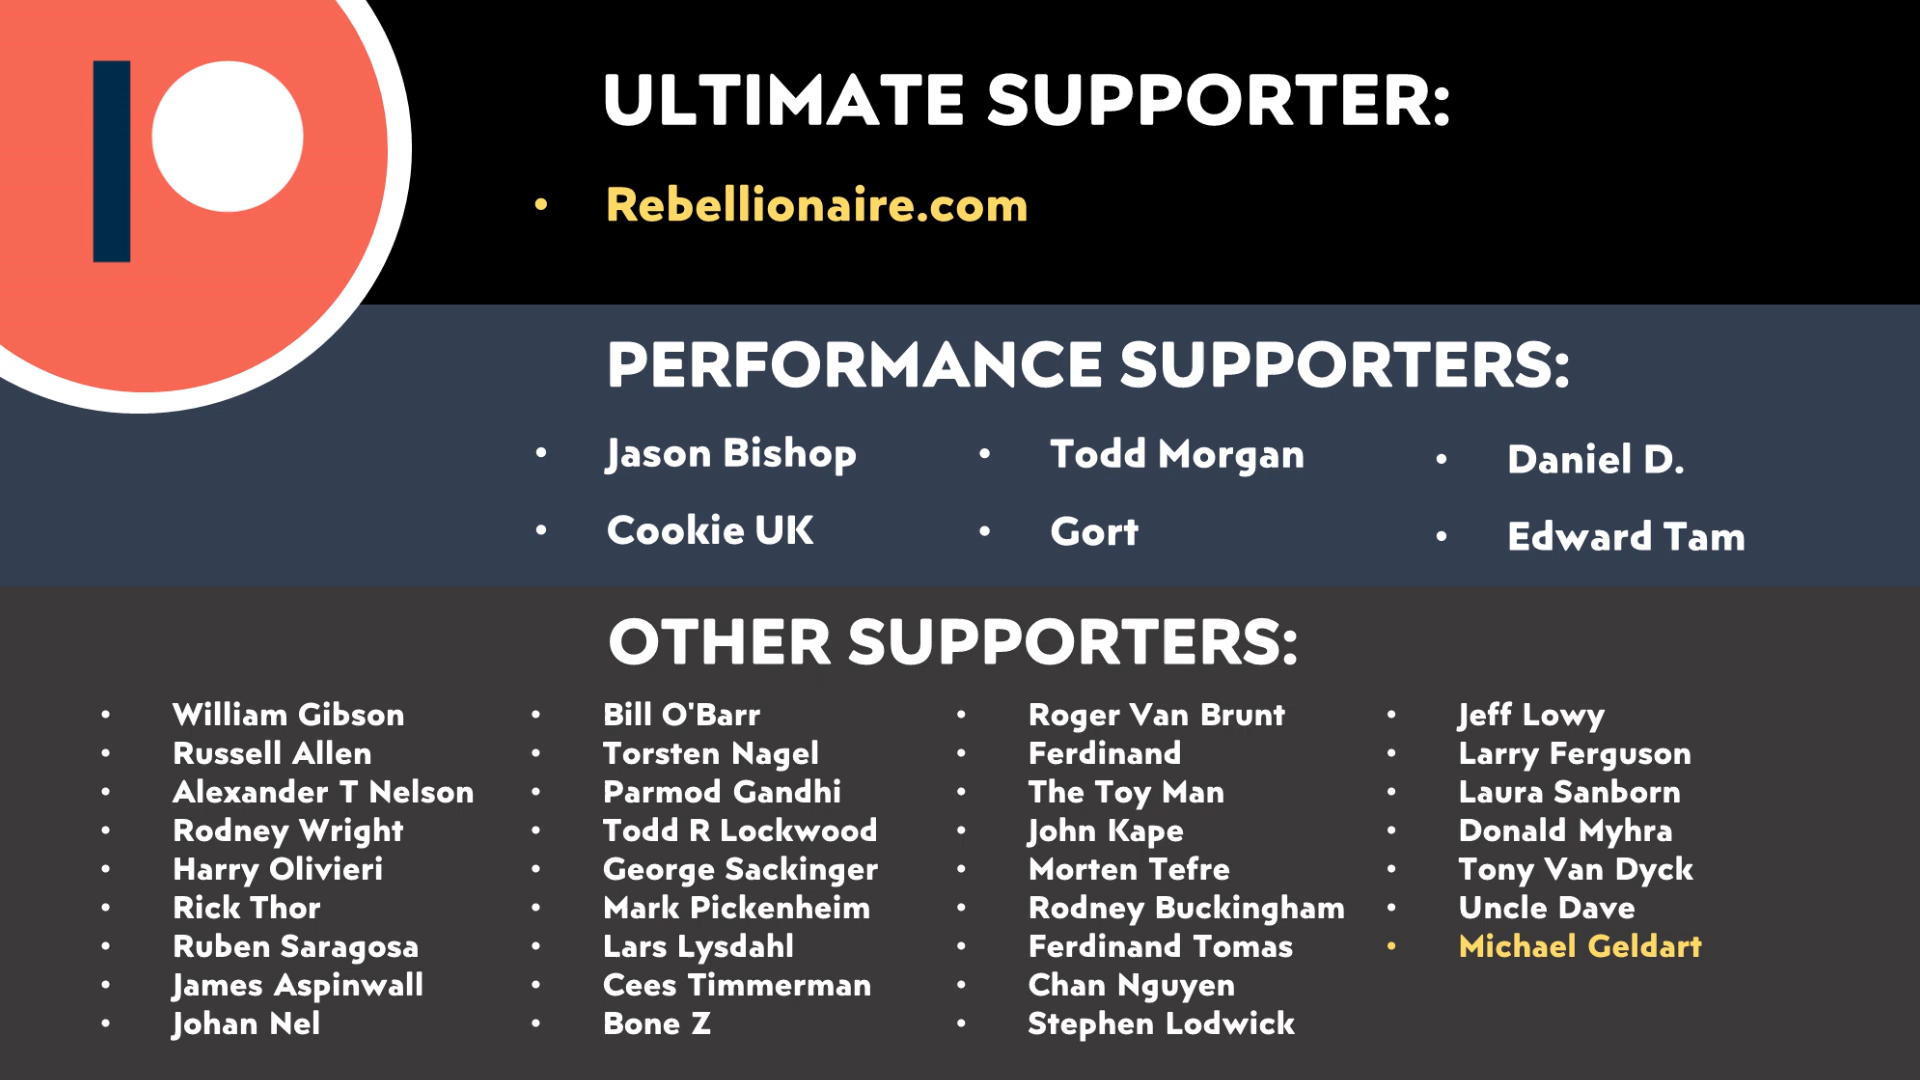 ULTIMATE SUPPORTER:
• Rebellionaire.com
PERFORMANCE SUPPORTERS:
• Jason Bishop
• Cookie UK
• Todd Morgan
• Gort
• Daniel D.
• Edward Tam
OTHER SUPPORTERS:
• William Gibson
• Russell Allen
• Alexander T Nelson
• Rodney Wright
• Harry Olivieri
• Rick Thor
• Ruben Saragosa
• James Aspinwall
• Johan Nel
• Bill O'Barr
• Torsten Nagel
• Parmod Gandhi
• Todd R Lockwood
• George Sackinger
• Mark Pickenheim
• Lars Lysdahl
• Cees Timmerman
• Bone Z
• Roger Van Brunt
• Ferdinand
• The Toy Man
• John Kape
• Morten Tefre
• Rodney Buckingham
• Ferdinand Tomas
• Chan Nguyen
• Stephen Lodwick
• Jeff Lowy
• Larry Ferguson
• Laura Sanborn
• Donald Myhra
• Tony Van Dyck
• Uncle Dave
• Michael Geldart